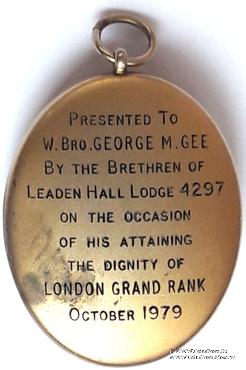 PRESENTED TO
W. BRO. GEORGE M. GEE
BY THE BRETHREN OF
LEADEN HALL LODGE 4297
ON THE OCCASION
OF HIS ATTAINING
THE DIGNITY OF
LONDON GRAND RANK
OCTOBER 1979